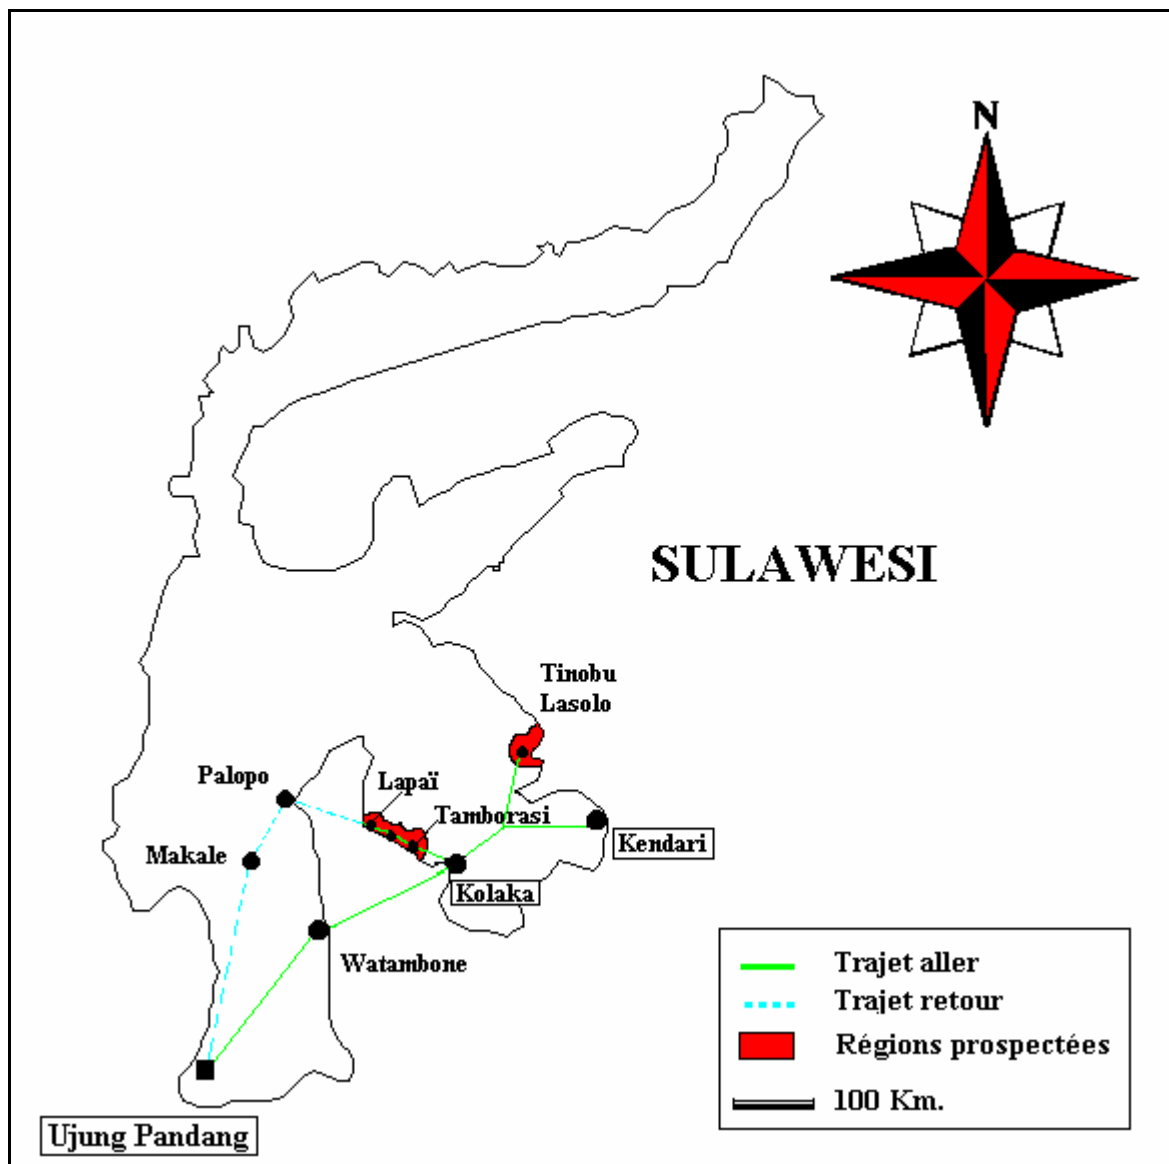 N
SULAWESI
Tinobu
Lasolo
Palopo
Lapaï
Tamborasi
Makale
Kendari
Kolaka
Watambone
Ujung Pandang
Trajet aller
Trajet retour
Régions prospectées
100 Km.